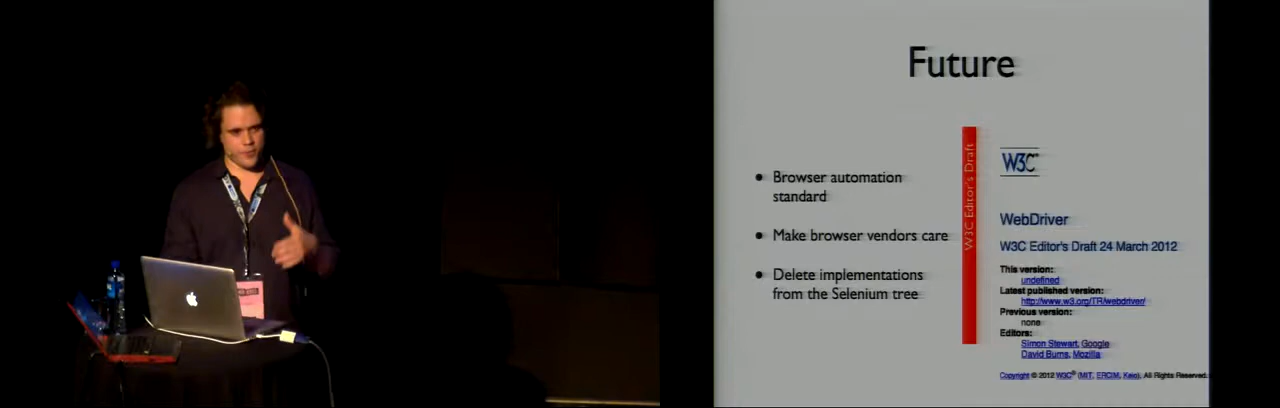 Future
• Browser automation
standard
• Make browser vendors care
• Delete implementations
from the Selenium tree
W3C Editor's Draft
W3C®
WebDriver
W3C Editor's Draft 24 March 2012
This version:
undefined
Latest published version:
http://www.w3.org/TR/webdriver/
Previous version:
none
Editors:
Simon Stewart, Google
David Burns, Mozilla
Copyright © 2012 W3C® (MIT, ERCIM, Keio), All Rights Reserved.